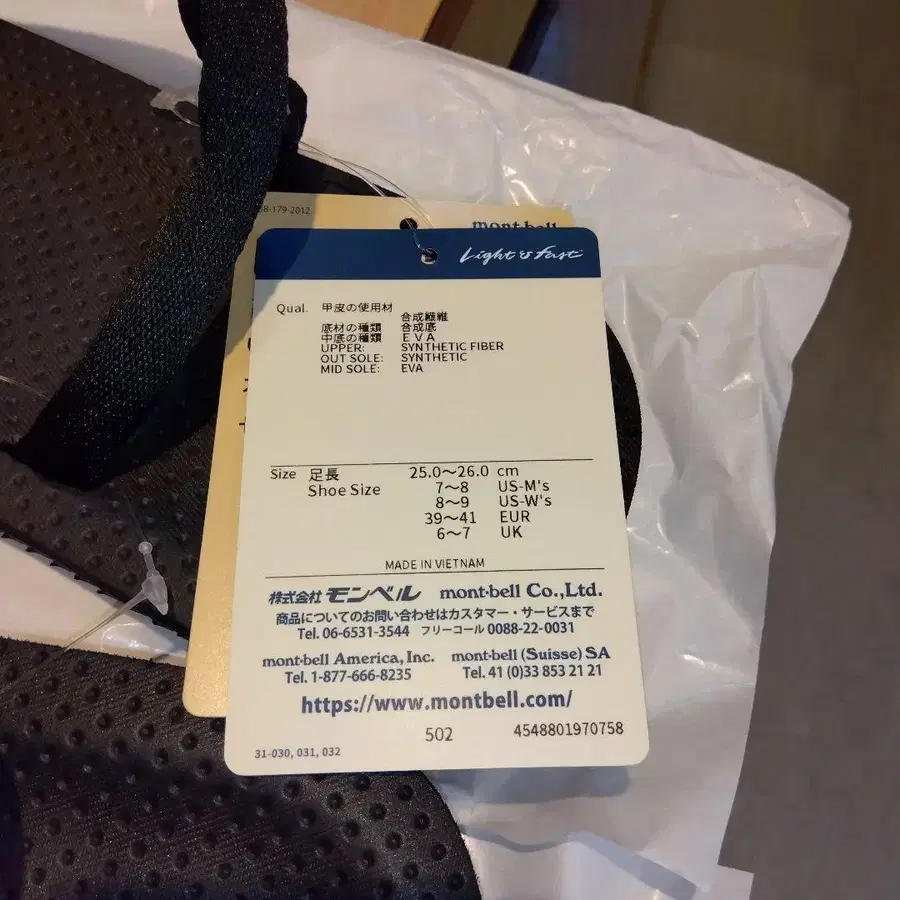 58-179-2012
mont-bell
Light & Fast
Qual. 甲皮の使用材
合成繊維
底材の種類 合成底
中底の種類 EVA
UPPER: SYNTHETIC FIBER
OUT SOLE: SYNTHETIC
MID SOLE: EVA
Size 足長 25.0〜26.0 cm
Shoe Size 7〜8 US-M's
8〜9 US-W's
39〜41 EUR
6〜7 UK
MADE IN VIETNAM
株式会社モンベル mont-bell Co.,Ltd.
商品についてのお問い合わせはカスタマー・サービスまで
Tel. 06-6531-3544 フリーコール 0088-22-0031
mont-bell America, Inc. mont-bell (Suisse) SA
Tel. 1-877-666-8235 Tel. 41 (0)33 853 21 21
https://www.montbell.com/
502 4548801970758
31-030, 031, 032